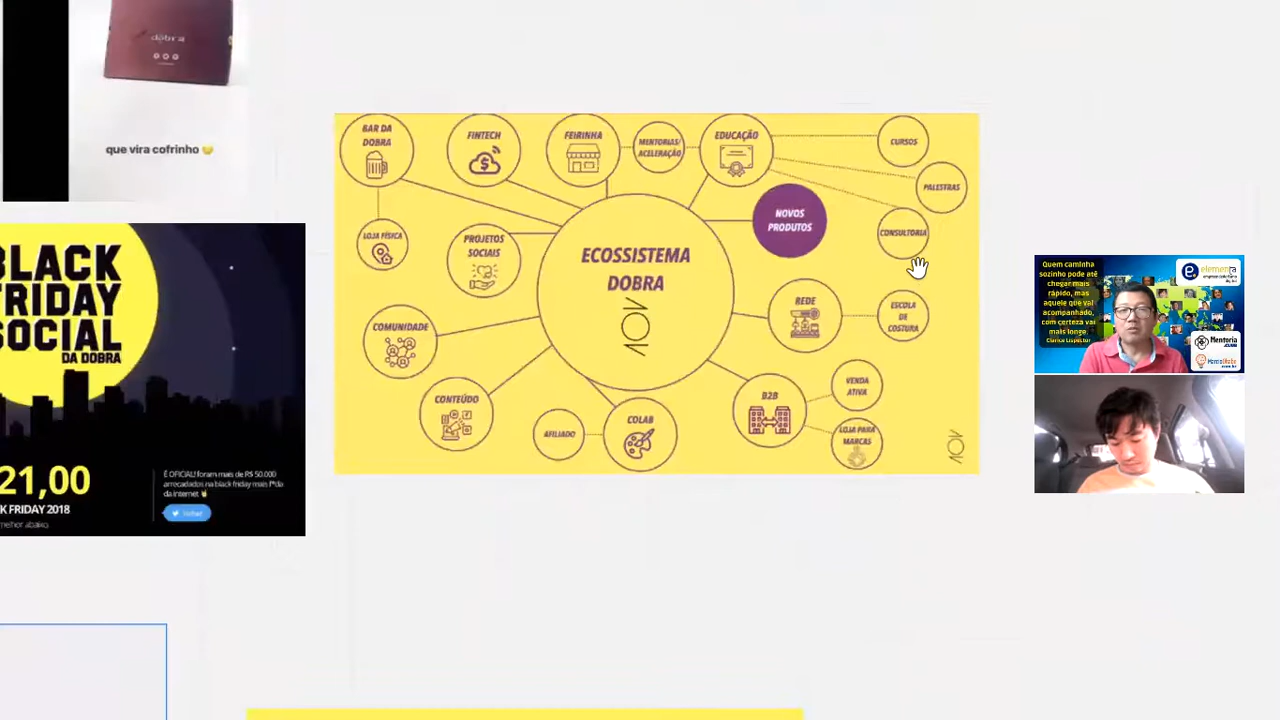 dobra
que vira cofrinho
BLACK
FRIDAY
SOCIAL
DA DOBRA
21,00
K FRIDAY 2018
melhor abaixo
É OFICIAL! foram mais de R$ 50.000
arrecadados na black friday mais f*da
da internet
BAR DA
DOBRA
FINTECH
FEIRINHA
MENTORIAS/
ACELERAÇÃO
EDUCAÇÃO
CURSOS
PALESTRAS
CONSULTORIA
NOVOS
PRODUTOS
LOJA FÍSICA
PROJETOS
SOCIAIS
ECOSSISTEMA
DOBRA
REDE
ESCOLA
DE
COSTURA
COMUNIDADE
CONTEÚDO
AFILIADO
COLAB
B2B
VENDA
ATIVA
LOJA PARA
MARCAS
Quem caminha
sozinho pode até
chegar mais
rápido, mas
aquele que vai
acompanhado,
com certeza vai
mais longe.
Clarice Lispector
Mentoria